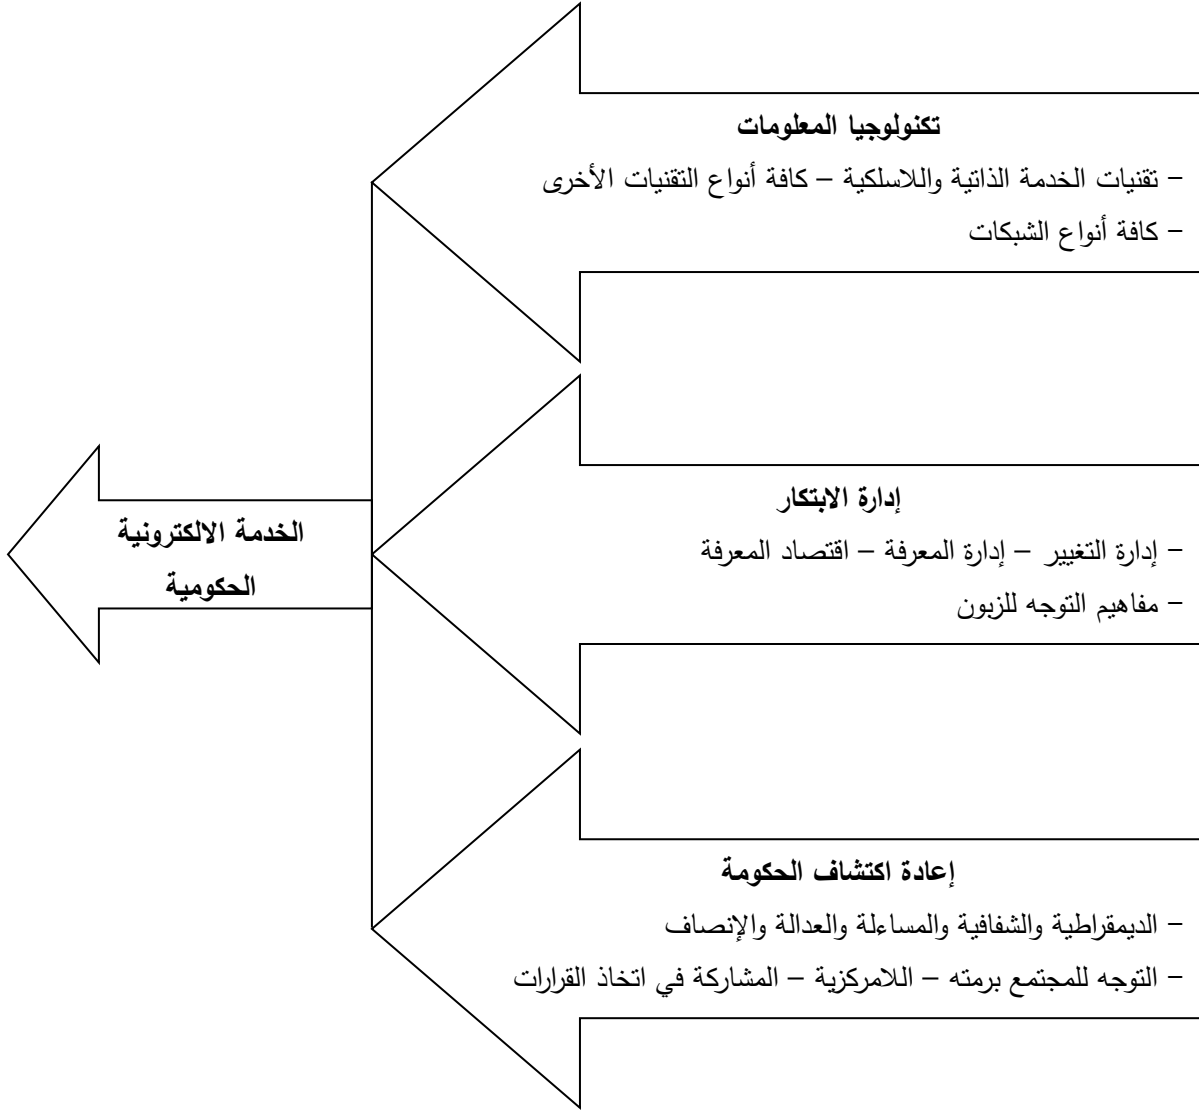 تكنولوجيا المعلومات
– تقنيات الخدمة الذاتية واللاسلكية – كافة أنواع التقنيات الأخرى
– كافة أنواع الشبكات
إدارة الابتكار
– إدارة التغيير – إدارة المعرفة – اقتصاد المعرفة
– مفاهيم التوجه للزبون
الخدمة الالكترونية
الحكومية
إعادة اكتشاف الحكومة
– الديمقراطية والشفافية والمساءلة والعدالة والإنصاف
– التوجه للمجتمع برمته – اللامركزية – المشاركة في اتخاذ القرارات